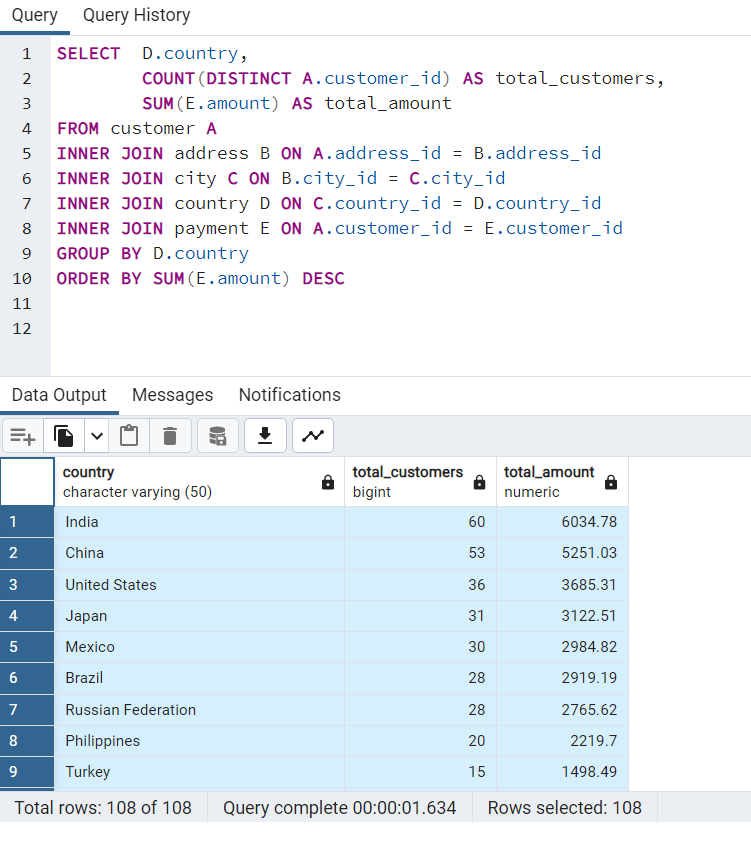 Query Query History
1 SELECT D.country,
2 COUNT(DISTINCT A.customer_id) AS total_customers,
3 SUM(E.amount) AS total_amount
4 FROM customer A
5 INNER JOIN address B ON A.address_id = B.address_id
6 INNER JOIN city C ON B.city_id = C.city_id
7 INNER JOIN country D ON C.country_id = D.country_id
8 INNER JOIN payment E ON A.customer_id = E.customer_id
9 GROUP BY D.country
10 ORDER BY SUM(E.amount) DESC
11
12
Data Output Messages Notifications
country total_customers total_amount
character varying (50) bigint numeric
1 India 60 6034.78
2 China 53 5251.03
3 United States 36 3685.31
4 Japan 31 3122.51
5 Mexico 30 2984.82
6 Brazil 28 2919.19
7 Russian Federation 28 2765.62
8 Philippines 20 2219.7
9 Turkey 15 1498.49
Total rows: 108 of 108 Query complete 00:00:01.634 Rows selected: 108